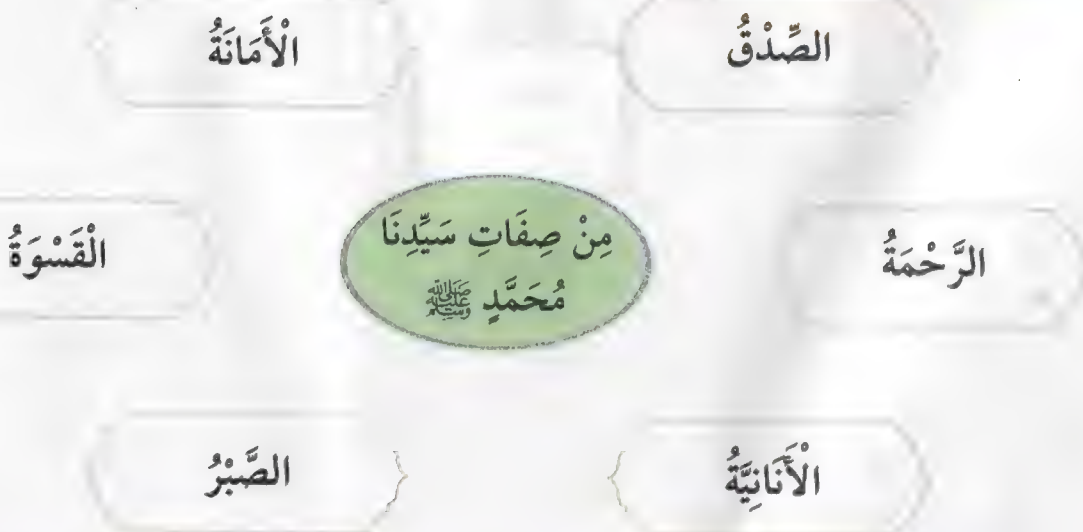 الصِّدْقُ
الْأَمَانَةُ
الرَّحْمَةُ
مِنْ صِفَاتِ سَيِّدِنَا
مُحَمَّدٍ ﷺ
الْقَسْوَةُ
الْأَنَانِيَّةُ
الصَّبْرُ